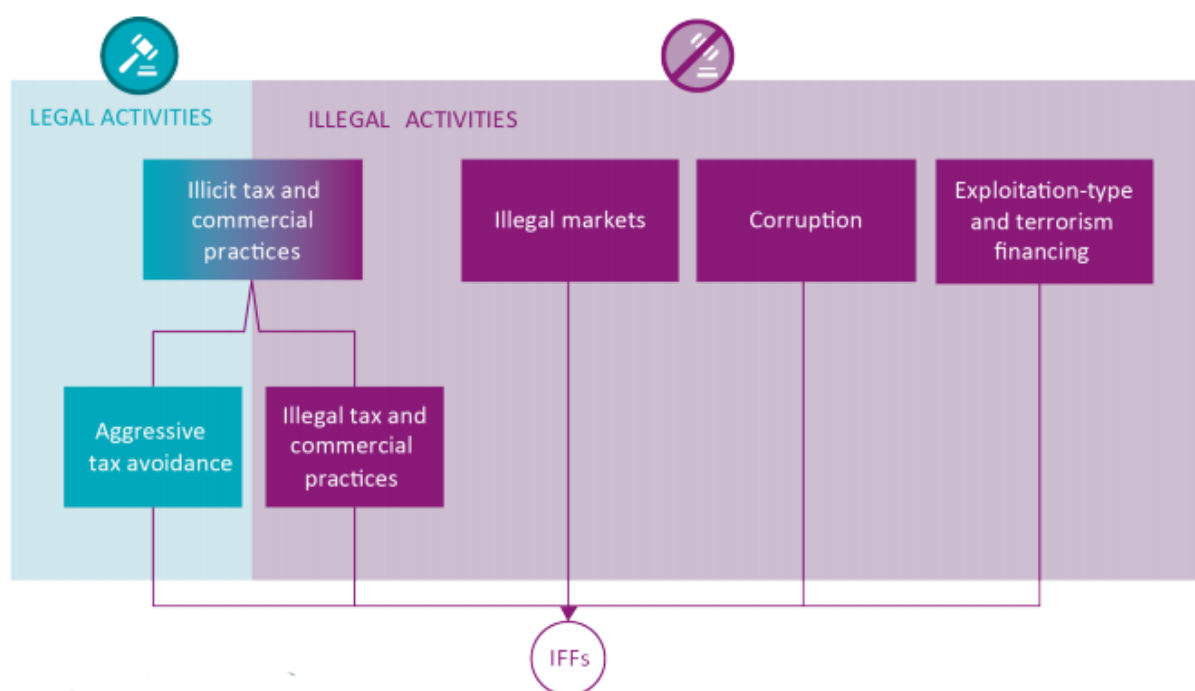 LEGAL ACTIVITIES
ILLEGAL ACTIVITIES
Illicit tax and
commercial
practices
Illegal markets
Corruption
Exploitation-type
and terrorism
financing
Aggressive
tax avoidance
Illegal tax and
commercial
practices
IFFs